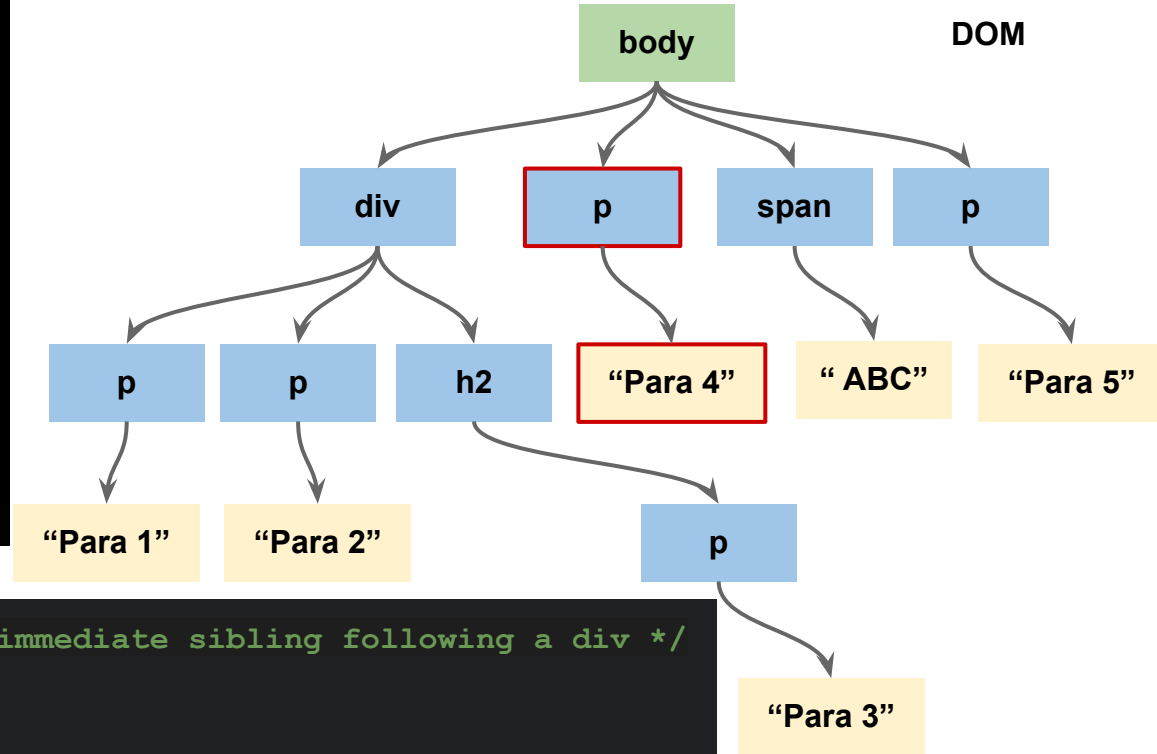 DOM
body
div
p
span
p
p
p
h2
“Para 4”
“ ABC”
“Para 5”
“Para 1”
“Para 2”
p
immediate sibling following a div */
“Para 3”